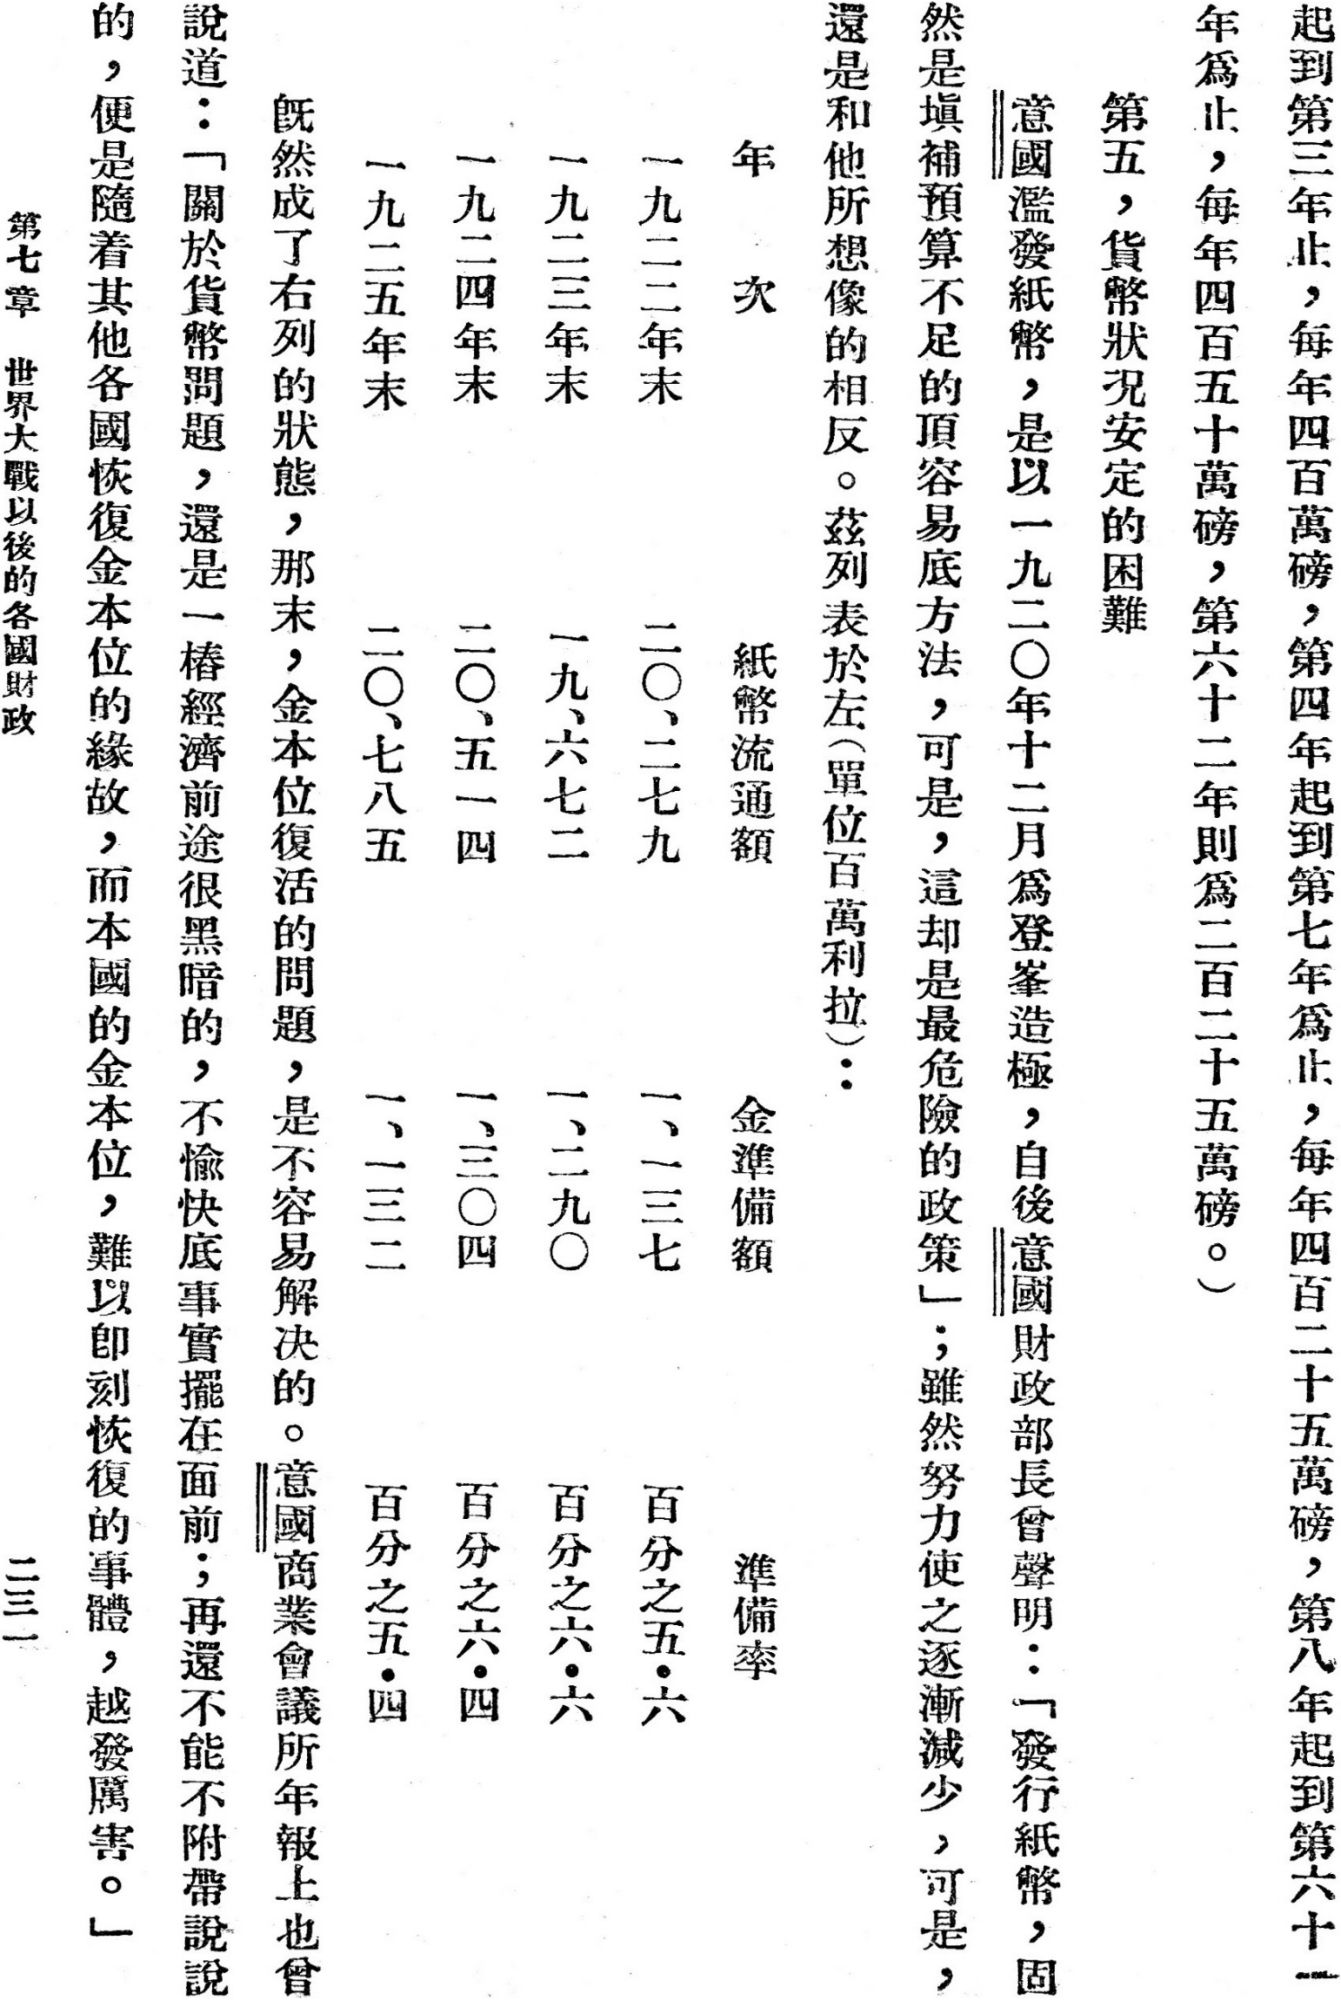 起到第三年止，每年四百萬磅，第四年起到第七年爲止，每年四百二十五萬磅，第八年起到第六十一
年爲止，每年四百五十萬磅，第六十二年則爲二百二十五萬磅。）
第五，貨幣狀況安定的困難
意國濫發紙幣，是以一九二〇年十二月爲登峯造極，自後意國財政部長曾聲明：「發行紙幣，固
然是塡補預算不足的頂容易底方法，可是，這却是最危險的政策」；雖然努力使之逐漸減少，可是，
還是和他所想像的相反。茲列表於左（單位百萬利拉）：
年　次　紙幣流通額　金準備額　準備率
一九二二年末　二〇、二七九　一、一三七　百分之五•六
一九二三年末　一九、六七二　一、二九〇　百分之六•六
一九二四年末　二〇、五一四　一、三〇四　百分之六•四
一九二五年末　二〇、七八五　一、一三二　百分之五•四
旣然成了右列的狀態，那末，金本位復活的問題，是不容易解決的。意國商業會議所年報上也曾
說道：「關於貨幣問題，還是一樁經濟前途很黑暗的，不愉快底事實擺在面前；再還不能不附帶說說
的，便是隨着其他各國恢復金本位的緣故，而本國的金本位，難以卽刻恢復的事體，越發厲害。」
第七章　世界大戰以後的各國財政　二三一